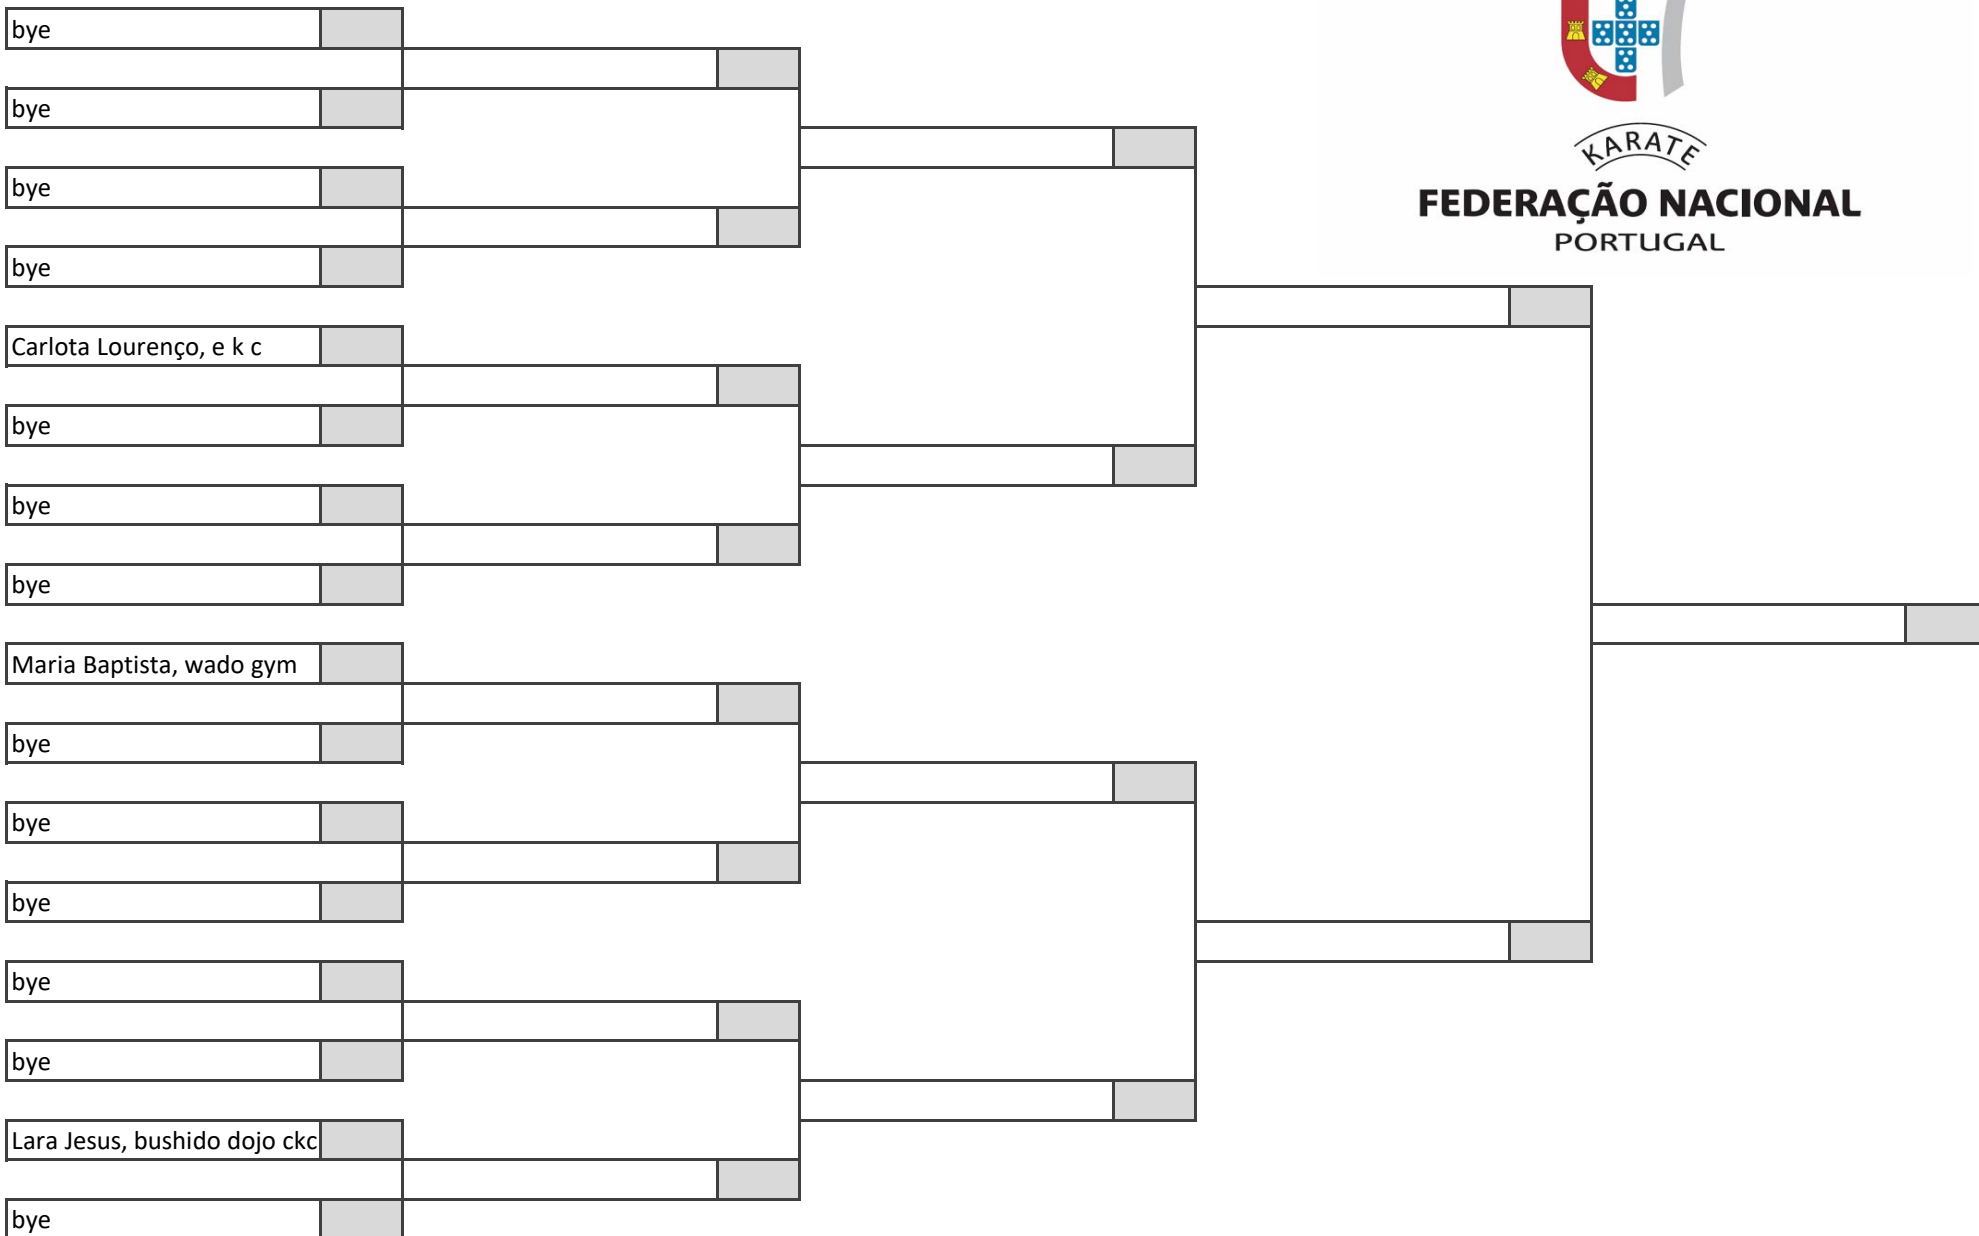 bye
bye
KARATE
bye
FEDERAÇÃO NACIONAL
PORTUGAL
bye
Carlota Lourenço, e k c
bye
bye
bye
Maria Baptista, wado gym
bye
bye
bye
bye
bye
Lara Jesus, bushido dojo ckc
bye